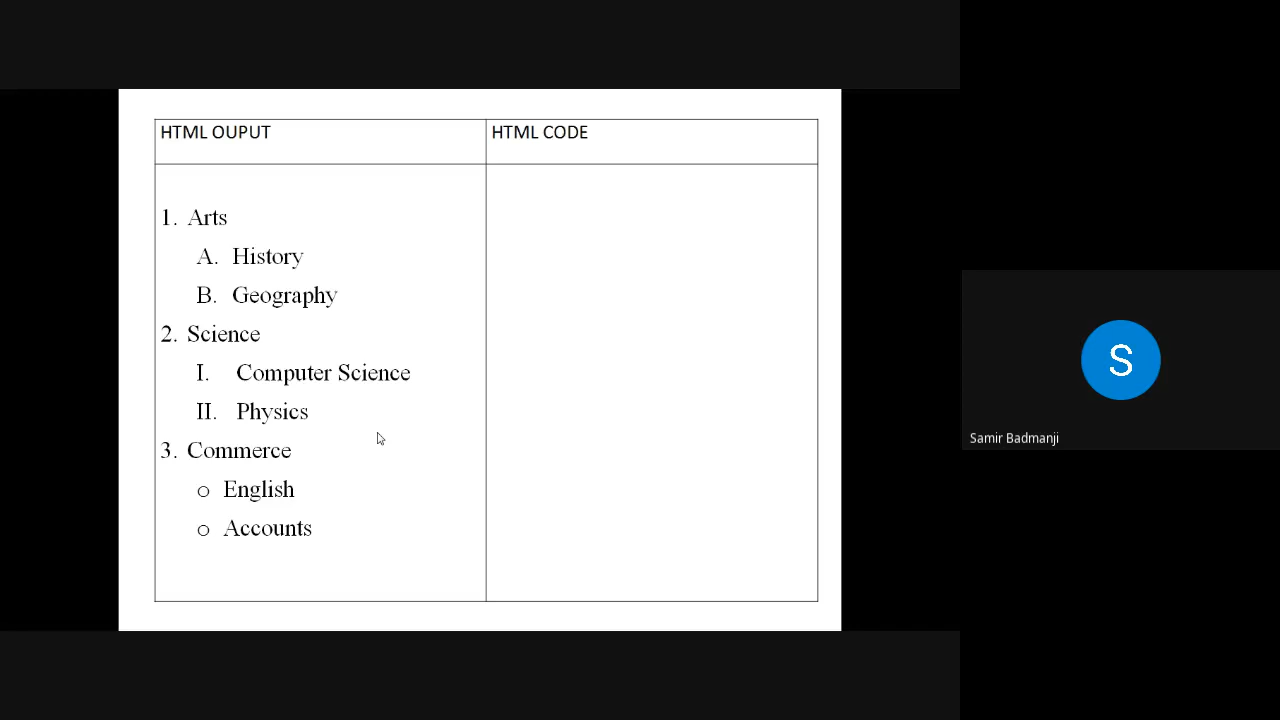 HTML OUPUT
HTML CODE
1. Arts
A. History
B. Geography
2. Science
I. Computer Science
II. Physics
3. Commerce
o English
o Accounts
S
Samir Badmanji